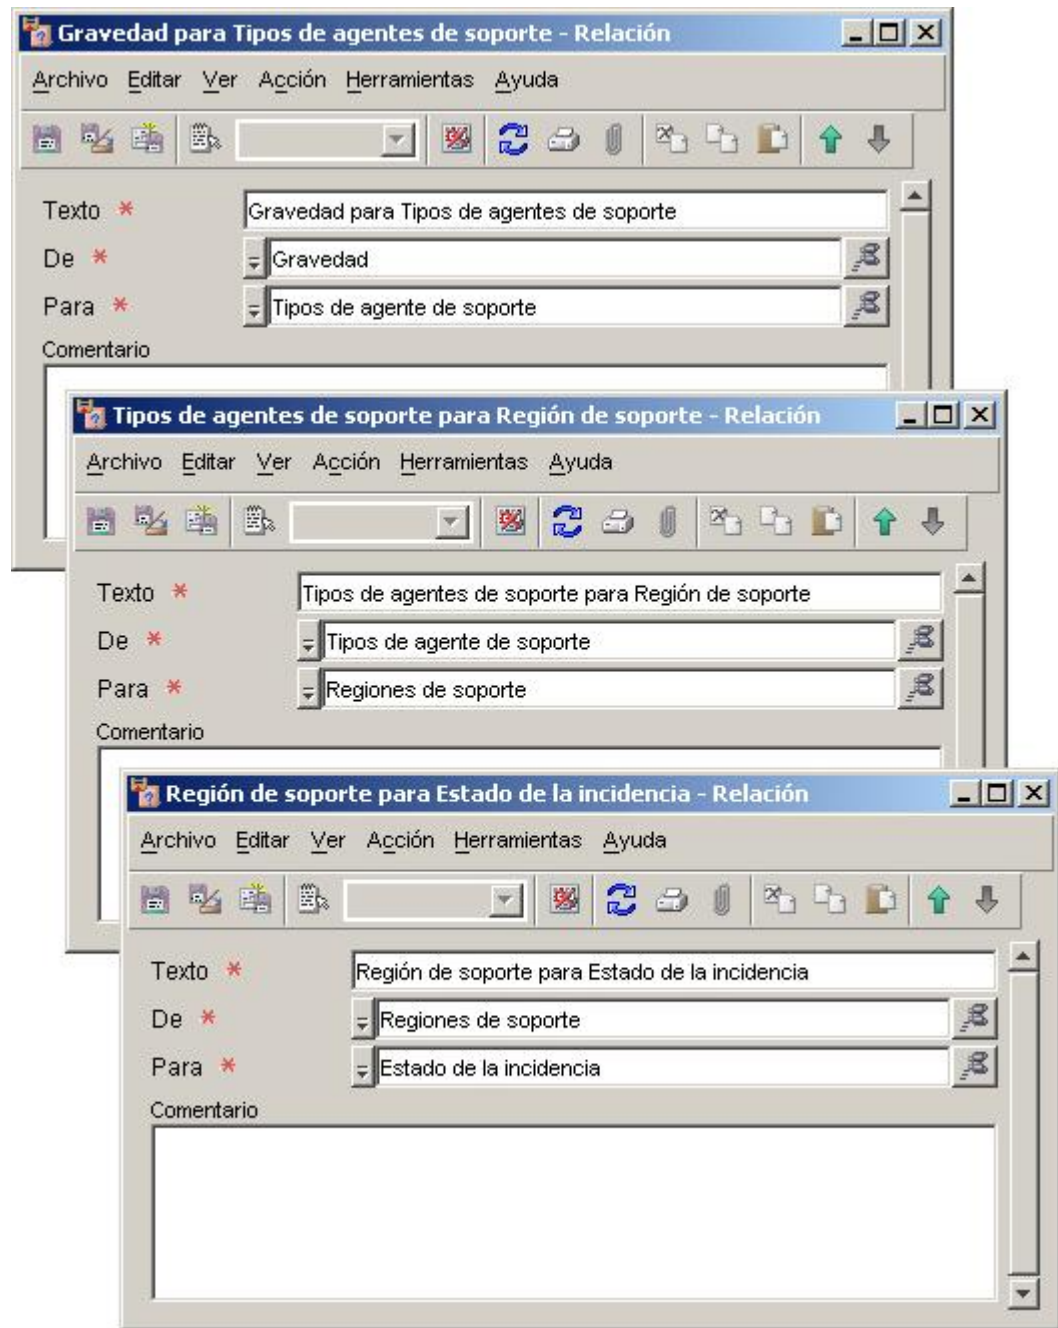 Gravedad para Tipos de agentes de soporte - Relación
Archivo Editar Ver Acción Herramientas Ayuda
Texto * Gravedad para Tipos de agentes de soporte
De * Gravedad
Para * Tipos de agente de soporte
Comentario
Tipos de agentes de soporte para Región de soporte - Relación
Archivo Editar Ver Acción Herramientas Ayuda
Texto * Tipos de agentes de soporte para Región de soporte
De * Tipos de agente de soporte
Para * Regiones de soporte
Comentario
Región de soporte para Estado de la incidencia - Relación
Archivo Editar Ver Acción Herramientas Ayuda
Texto * Región de soporte para Estado de la incidencia
De * Regiones de soporte
Para * Estado de la incidencia
Comentario